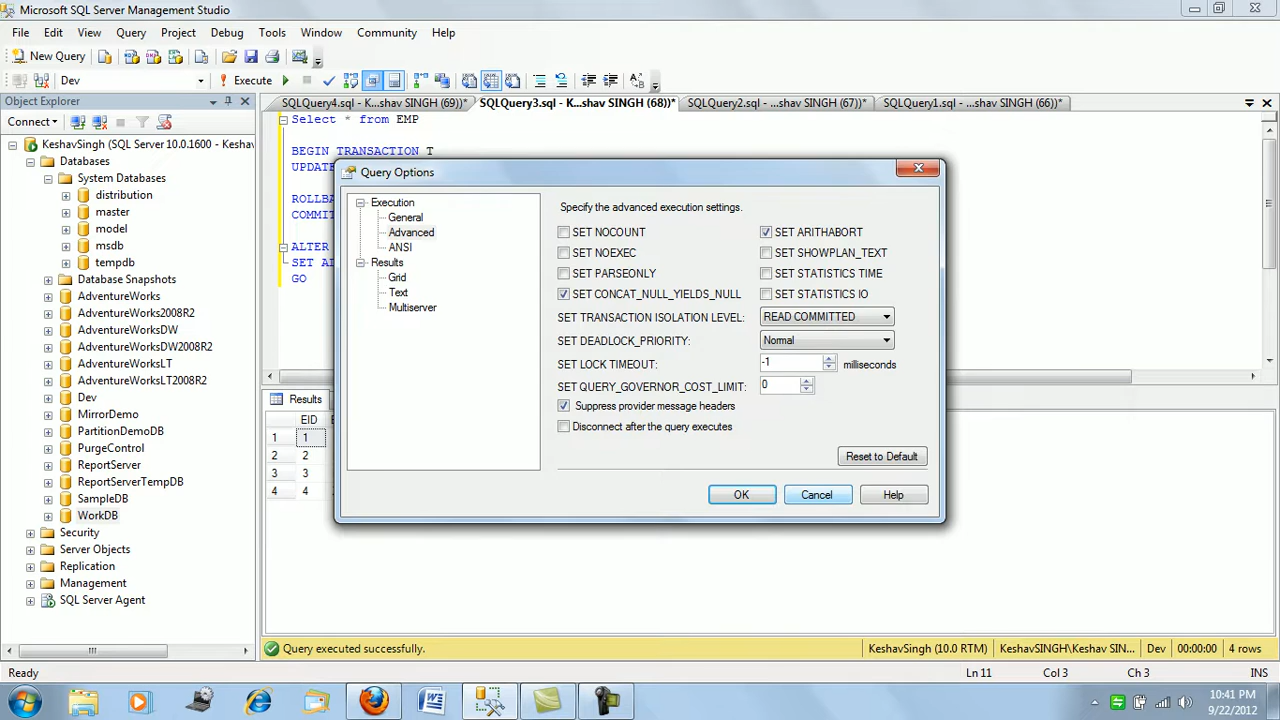 Microsoft SQL Server Management Studio
File Edit View Query Project Debug Tools Window Community Help
New Query
Dev Execute
Object Explorer
SQLQuery4.sql - K...shav SINGH (69))* SQLQuery3.sql - K...shav SINGH (68))* SQLQuery2.sql - ...shav SINGH (67))* SQLQuery1.sql - ...shav SINGH (66))*
Connect
KeshavSingh (SQL Server 10.0.1600 - Kesha
Databases
System Databases
distribution
master
model
msdb
tempdb
Database Snapshots
AdventureWorks
AdventureWorks2008R2
AdventureWorksDW
AdventureWorksDW2008R2
AdventureWorksLT
AdventureWorksLT2008R2
Dev
MirrorDemo
PartitionDemoDB
PurgeControl
ReportServer
ReportServerTempDB
SampleDB
WorkDB
Security
Server Objects
Replication
Management
SQL Server Agent
Select * from EMP
BEGIN TRANSACTION T
UPDATE
ROLLB
COMMI
ALTER
SET AL
GO
Query Options
Execution
General
Advanced
ANSI
Results
Grid
Text
Multiserver
Specify the advanced execution settings.
SET NOCOUNT SET ARITHABORT
SET NOEXEC SET SHOWPLAN_TEXT
SET PARSEONLY SET STATISTICS TIME
SET CONCAT_NULL_YIELDS_NULL SET STATISTICS IO
SET TRANSACTION ISOLATION LEVEL: READ COMMITTED
SET DEADLOCK_PRIORITY: Normal
SET LOCK TIMEOUT: -1 milliseconds
SET QUERY_GOVERNOR_COST_LIMIT: 0
Suppress provider message headers
Disconnect after the query executes
Reset to Default
OK Cancel Help
Results
EID
1 1
2 2
3 3
4 4
Query executed successfully. KeshavSingh (10.0 RTM) KeshavSINGH\Keshav SIN... Dev 00:00:00 4 rows
Ready Ln 11 Col 3 Ch 3 INS
10:41 PM
9/22/2012